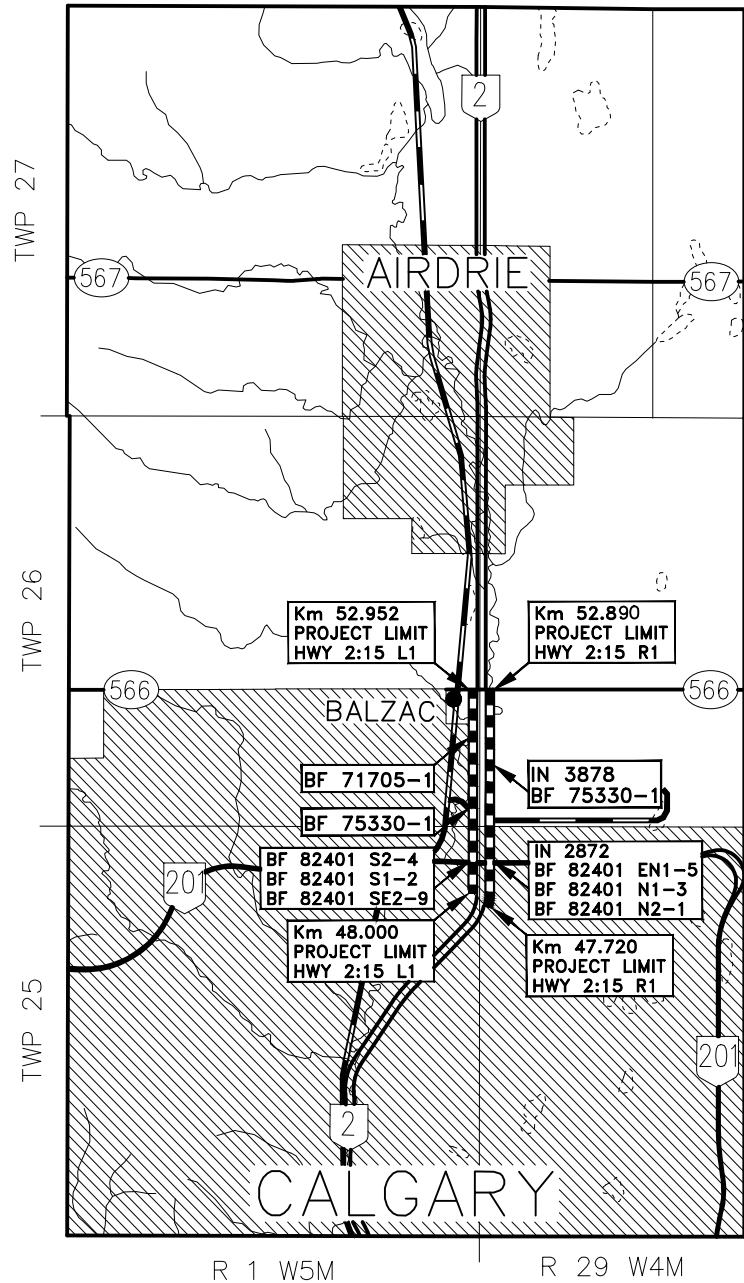 2
TWP 27
AIRDRIE
567
567
TWP 26
Km 52.952
PROJECT LIMIT
HWY 2:15 L1
Km 52.890
PROJECT LIMIT
HWY 2:15 R1
566
566
BALZAC
BF 71705-1
IN 3878
BF 75330-1
BF 75330-1
BF 82401 S2-4
BF 82401 S1-2
BF 82401 SE2-9
IN 2872
BF 82401 EN1-5
BF 82401 N1-3
BF 82401 N2-1
201
Km 48.000
PROJECT LIMIT
HWY 2:15 L1
Km 47.720
PROJECT LIMIT
HWY 2:15 R1
TWP 25
201
2
CALGARY
R 1 W5M
R 29 W4M